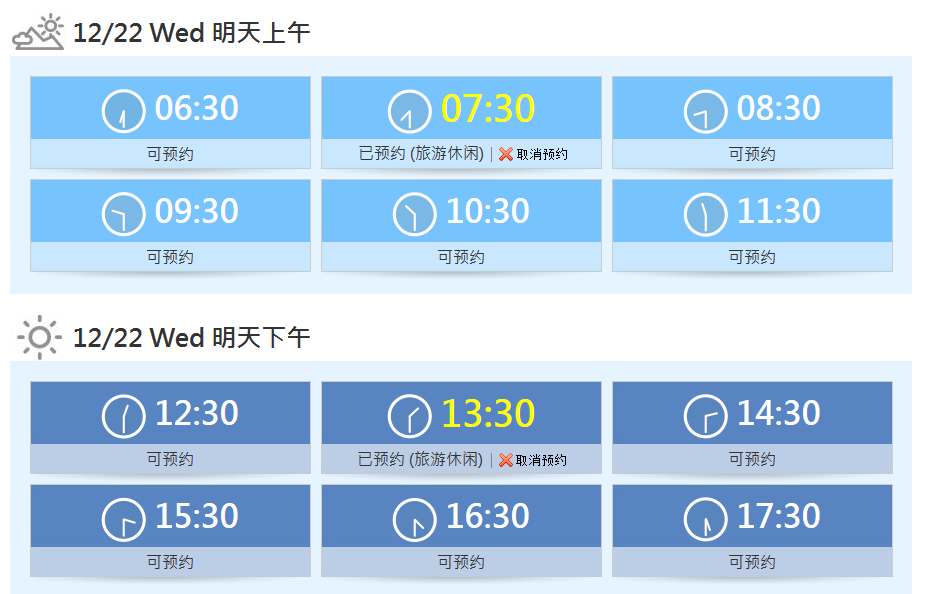 12/22 Wed 明天上午
06:30 07:30 08:30
可预约 已预约 (旅游休闲) | 取消预约 可预约
09:30 10:30 11:30
可预约 可预约 可预约
12/22 Wed 明天下午
12:30 13:30 14:30
可预约 已预约 (旅游休闲) | 取消预约 可预约
15:30 16:30 17:30
可预约 可预约 可预约